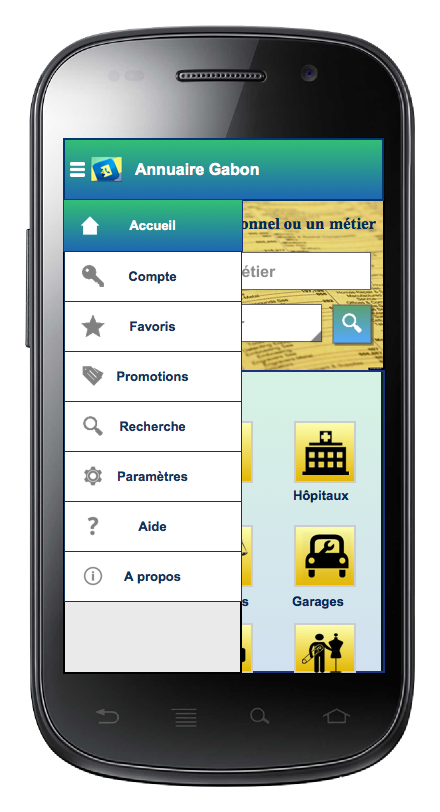 Annuaire Gabon
Accueil
onnel ou un métier
Compte
étier
Favoris
Promotions
Recherche
Paramètres
Hôpitaux
Aide
A propos
s
Garages